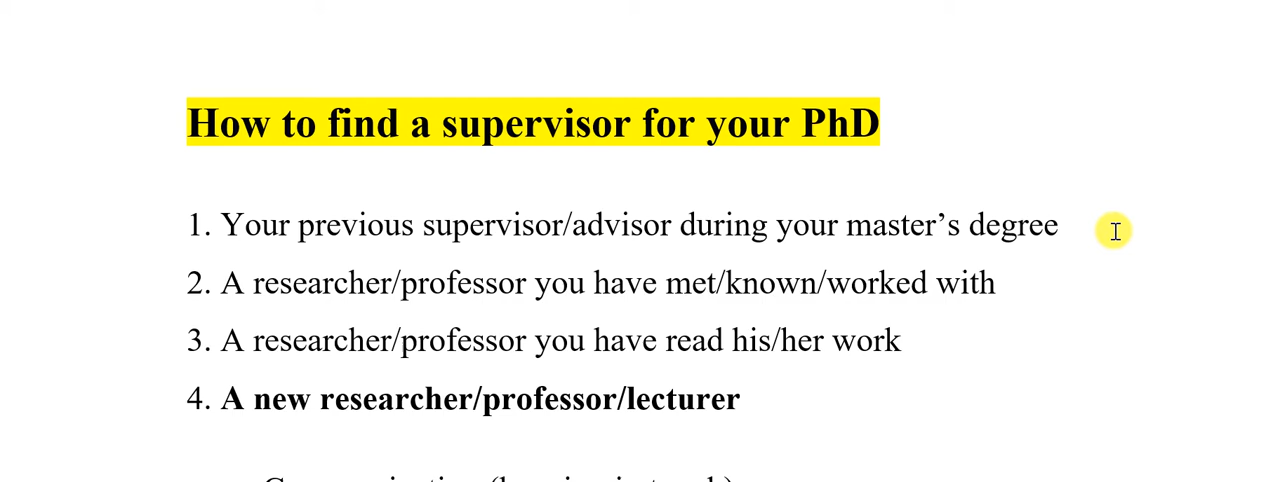 How to find a supervisor for your PhD
1. Your previous supervisor/advisor during your master’s degree
2. A researcher/professor you have met/known/worked with
3. A researcher/professor you have read his/her work
4. A new researcher/professor/lecturer